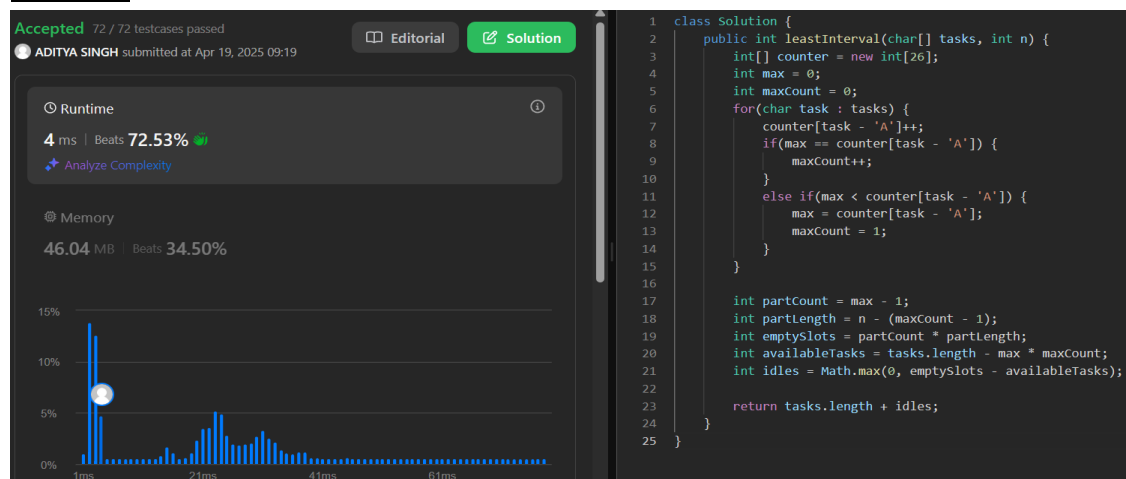 Accepted 72 / 72 testcases passed
ADITYA SINGH submitted at Apr 19, 2025 09:19
Editorial
Solution
Runtime
4 ms | Beats 72.53%
Analyze Complexity
Memory
46.04 MB | Beats 34.50%
15%
10%
5%
0%
1ms 21ms 41ms 61ms
1 class Solution {
2 public int leastInterval(char[] tasks, int n) {
3 int[] counter = new int[26];
4 int max = 0;
5 int maxCount = 0;
6 for(char task : tasks) {
7 counter[task - 'A']++;
8 if(max == counter[task - 'A']) {
9 maxCount++;
10 }
11 else if(max < counter[task - 'A']) {
12 max = counter[task - 'A'];
13 maxCount = 1;
14 }
15 }
16
17 int partCount = max - 1;
18 int partLength = n - (maxCount - 1);
19 int emptySlots = partCount * partLength;
20 int availableTasks = tasks.length - max * maxCount;
21 int idles = Math.max(0, emptySlots - availableTasks);
22
23 return tasks.length + idles;
24 }
25 }